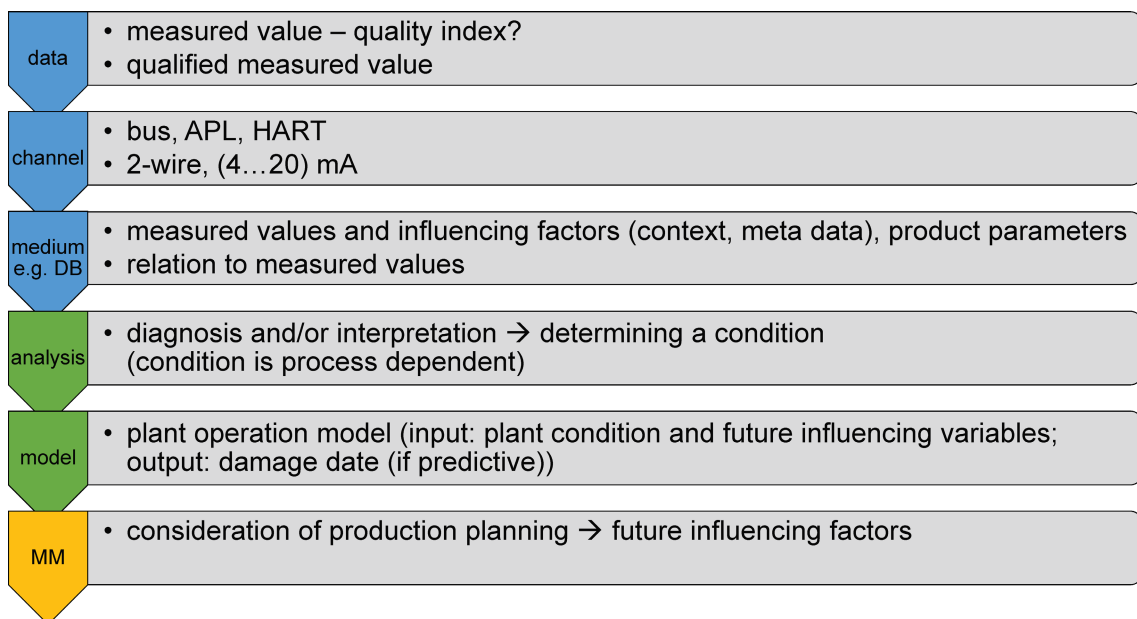 data
• measured value – quality index?
• qualified measured value
channel
• bus, APL, HART
• 2-wire, (4…20) mA
medium
e.g. DB
• measured values and influencing factors (context, meta data), product parameters
• relation to measured values
analysis
• diagnosis and/or interpretation → determining a condition
(condition is process dependent)
model
• plant operation model (input: plant condition and future influencing variables;
output: damage date (if predictive))
MM
• consideration of production planning → future influencing factors